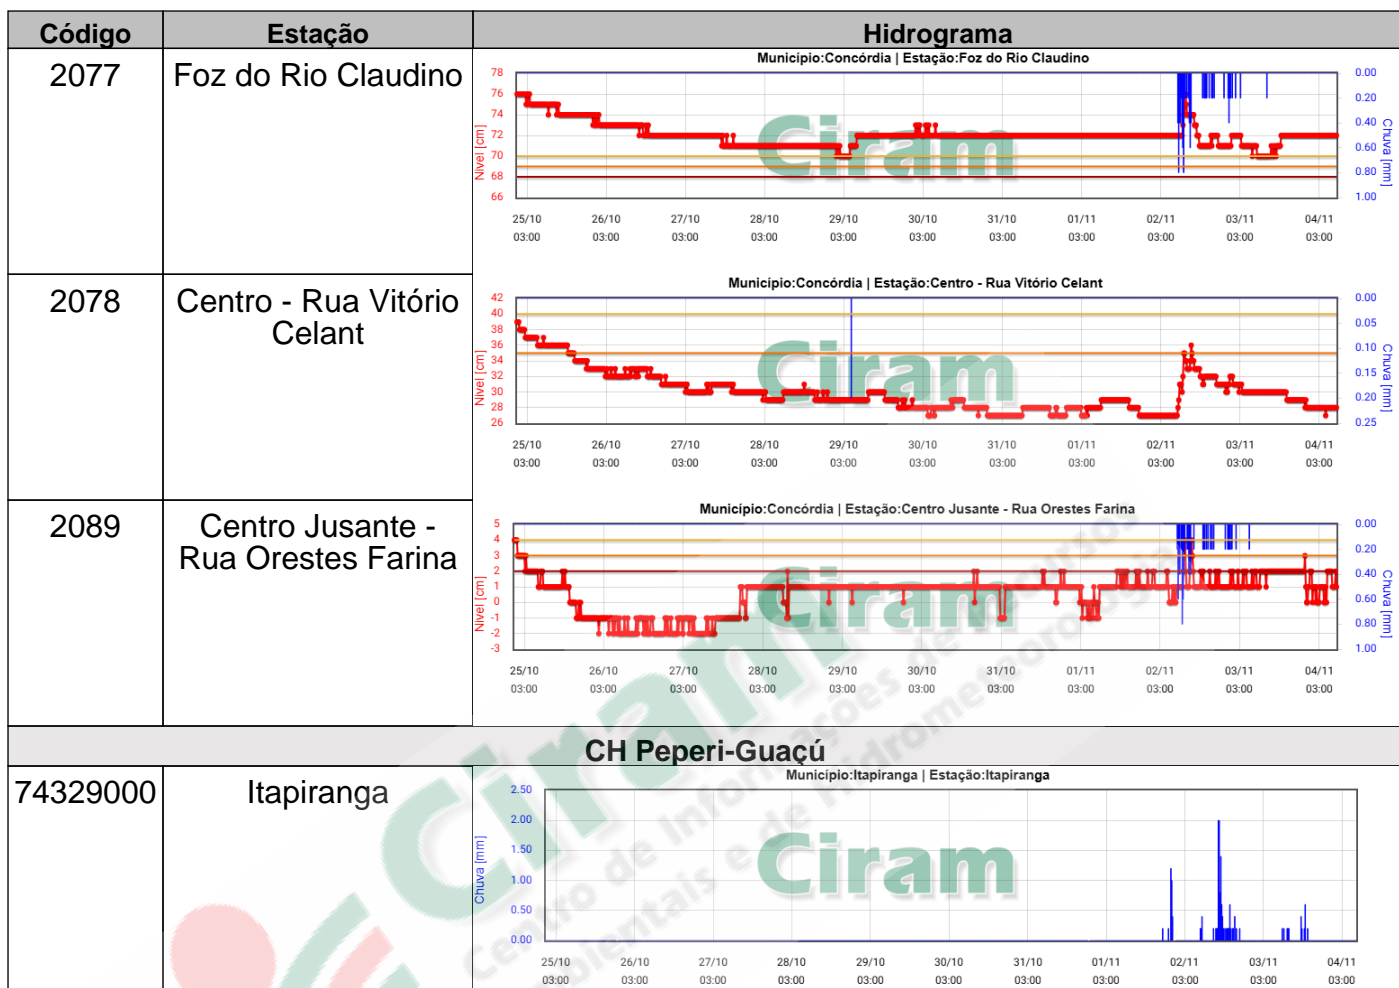 Código Estação Hidrograma
2077 Foz do Rio Claudino
Município:Concórdia | Estação:Foz do Rio Claudino
78 76 74 72 70 68 66
Nível [cm]
0.00 0.20 0.40 0.60 0.80 1.00
Chuva [mm]
25/10 26/10 27/10 28/10 29/10 30/10 31/10 01/11 02/11 03/11 04/11
03:00 03:00 03:00 03:00 03:00 03:00 03:00 03:00 03:00 03:00 03:00
Ciram
2078 Centro - Rua Vitório
Celant
Município:Concórdia | Estação:Centro - Rua Vitório Celant
42 40 38 36 34 32 30 28 26
Nível [cm]
0.00 0.05 0.10 0.15 0.20 0.25
Chuva [mm]
25/10 26/10 27/10 28/10 29/10 30/10 31/10 01/11 02/11 03/11 04/11
03:00 03:00 03:00 03:00 03:00 03:00 03:00 03:00 03:00 03:00 03:00
Ciram
2089 Centro Jusante -
Rua Orestes Farina
Município:Concórdia | Estação:Centro Jusante - Rua Orestes Farina
5 4 3 2 1 0 -1 -2 -3
Nível [cm]
0.00 0.20 0.40 0.60 0.80 1.00
Chuva [mm]
25/10 26/10 27/10 28/10 29/10 30/10 31/10 01/11 02/11 03/11 04/11
03:00 03:00 03:00 03:00 03:00 03:00 03:00 03:00 03:00 03:00 03:00
Ciram
CH Peperi-Guaçú
74329000 Itapiranga
Município:Itapiranga | Estação:Itapiranga
2.50 2.00 1.50 1.00 0.50 0.00
Chuva [mm]
25/10 26/10 27/10 28/10 29/10 30/10 31/10 01/11 02/11 03/11 04/11
03:00 03:00 03:00 03:00 03:00 03:00 03:00 03:00 03:00 03:00 03:00
Ciram
Ciram
Centro de Informações de Recursos
Ambientais e de Hidrometeorologia